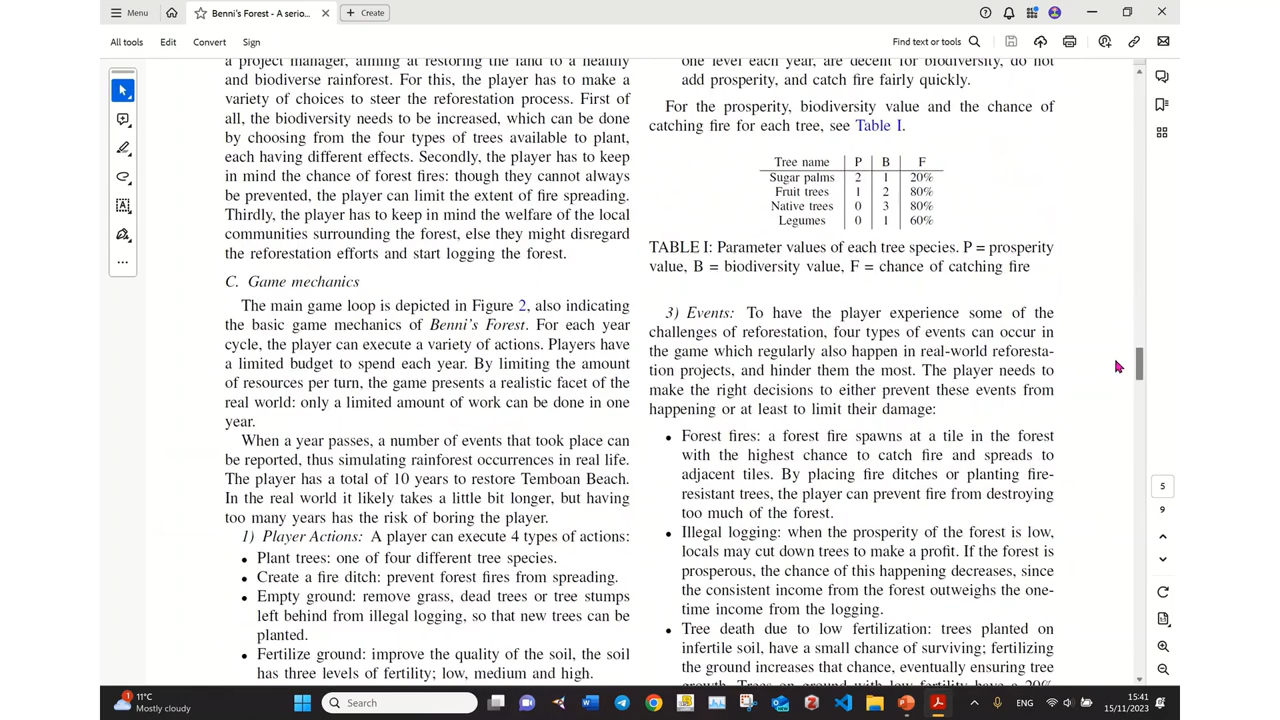 Menu
Benni's Forest - A serio...
Create
All tools
Edit
Convert
Sign
Find text or tools
a project manager, aiming at restoring the land to a healthy
and biodiverse rainforest. For this, the player has to make a
variety of choices to steer the reforestation process. First of
all, the biodiversity needs to be increased, which can be done
by choosing from the four types of trees available to plant,
each having different effects. Secondly, the player has to keep
in mind the chance of forest fires: though they cannot always
be prevented, the player can limit the extent of fire spreading.
Thirdly, the player has to keep in mind the welfare of the local
communities surrounding the forest, else they might disregard
the reforestation efforts and start logging the forest.
C. Game mechanics
The main game loop is depicted in Figure 2, also indicating
the basic game mechanics of Benni's Forest. For each year
cycle, the player can execute a variety of actions. Players have
a limited budget to spend each year. By limiting the amount
of resources per turn, the game presents a realistic facet of the
real world: only a limited amount of work can be done in one
year.
When a year passes, a number of events that took place can
be reported, thus simulating rainforest occurrences in real life.
The player has a total of 10 years to restore Temboan Beach.
In the real world it likely takes a little bit longer, but having
too many years has the risk of boring the player.
1) Player Actions: A player can execute 4 types of actions:
• Plant trees: one of four different tree species.
• Create a fire ditch: prevent forest fires from spreading.
• Empty ground: remove grass, dead trees or tree stumps
left behind from illegal logging, so that new trees can be
planted.
• Fertilize ground: improve the quality of the soil, the soil
has three levels of fertility; low, medium and high.
one level each year, are decent for biodiversity, do not
add prosperity, and catch fire fairly quickly.
For the prosperity, biodiversity value and the chance of
catching fire for each tree, see Table I.
Tree name P B F
Sugar palms 2 1 20%
Fruit trees 1 2 80%
Native trees 0 3 80%
Legumes 0 1 60%
TABLE I: Parameter values of each tree species. P = prosperity
value, B = biodiversity value, F = chance of catching fire
3) Events: To have the player experience some of the
challenges of reforestation, four types of events can occur in
the game which regularly also happen in real-world reforesta-
tion projects, and hinder them the most. The player needs to
make the right decisions to either prevent these events from
happening or at least to limit their damage:
• Forest fires: a forest fire spawns at a tile in the forest
with the highest chance to catch fire and spreads to
adjacent tiles. By placing fire ditches or planting fire-
resistant trees, the player can prevent fire from destroying
too much of the forest.
• Illegal logging: when the prosperity of the forest is low,
locals may cut down trees to make a profit. If the forest is
prosperous, the chance of this happening decreases, since
the consistent income from the forest outweighs the one-
time income from the logging.
• Tree death due to low fertilization: trees planted on
infertile soil, have a small chance of surviving; fertilizing
the ground increases that chance, eventually ensuring tree
growth. Trees on ground with low fertility have a 20%
5
9
1
11°C
Mostly cloudy
Search
ENG
15:41
15/11/2023